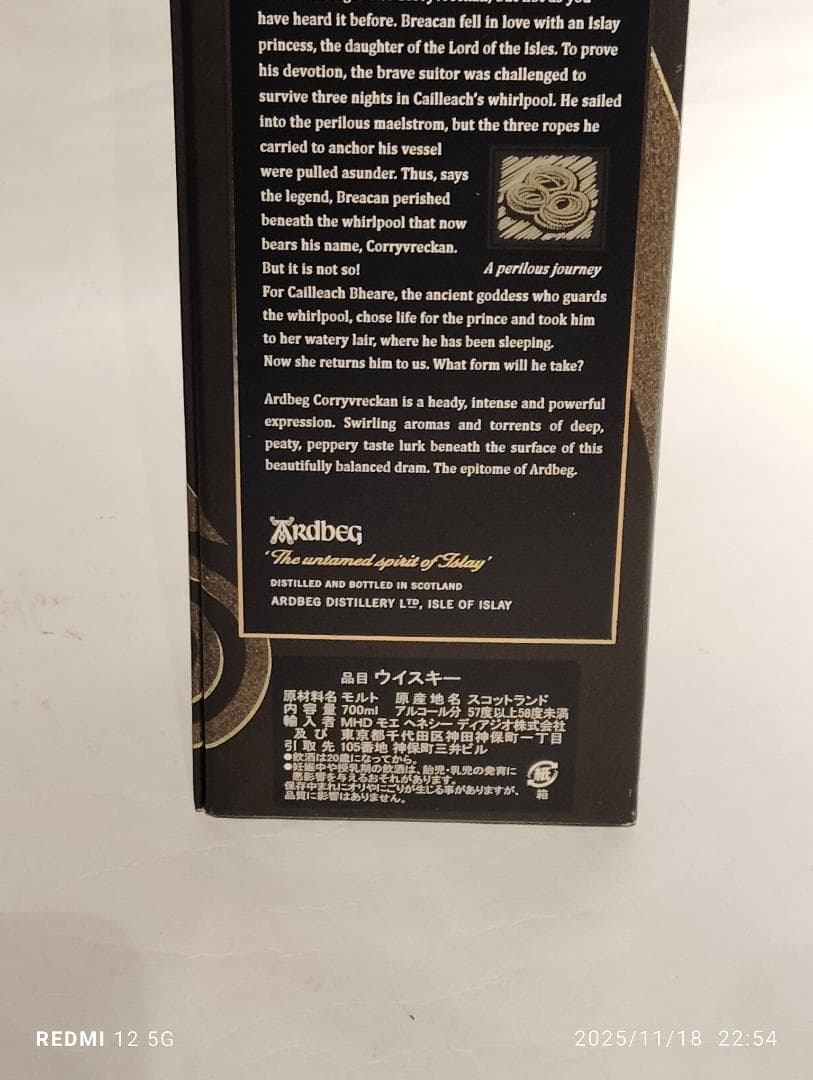 have heard it before. Breacan fell in love with an Islay
princess, the daughter of the Lord of the Isles. To prove
his devotion, the brave suitor was challenged to
survive three nights in Cailleach's whirlpool. He sailed
into the perilous maelstrom, but the three ropes he
carried to anchor his vessel
were pulled asunder. Thus, says
the legend, Breacan perished
beneath the whirlpool that now
bears his name, Corryvreckan.
But it is not so!
A perilous journey
For Cailleach Bheare, the ancient goddess who guards
the whirlpool, chose life for the prince and took him
to her watery lair, where he has been sleeping.
Now she returns him to us. What form will he take?
Ardbeg Corryvreckan is a heady, intense and powerful
expression. Swirling aromas and torrents of deep,
peaty, peppery taste lurk beneath the surface of this
beautifully balanced dram. The epitome of Ardbeg.
Ardbeg
'The untamed spirit of Islay'
DISTILLED AND BOTTLED IN SCOTLAND
ARDBEG DISTILLERY LTD, ISLE OF ISLAY
品目 ウイスキー
原材料名 モルト 原産地名 スコットランド
内容量 700ml アルコール分 57度以上58度未満
輸入者 MHD モエ ヘネシー ディアジオ株式会社
及び 東京都千代田区神田神保町一丁目
引取先 105番地 神保町三井ビル
●飲酒は20歳になってから。
●妊娠中や授乳期の飲酒は、胎児・乳児の発育に
悪影響を与えるおそれがあります。
保存中まれにオリやにごりが生じる事がありますが、
品質に影響はありません。
紙
箱
REDMI 12 5G
2025/11/18 22:54